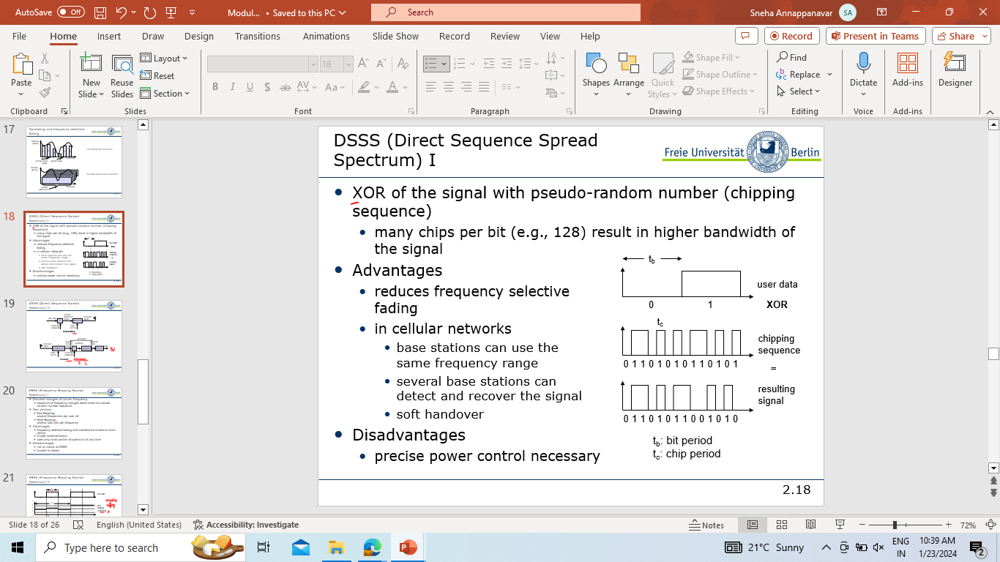 AutoSave Off Modul... • Saved to this PC Search Sneha Annappanavar SA
File Home Insert Draw Design Transitions Animations Slide Show Record Review View Help Record Present in Teams Share
Paste New Slide Reuse Slides Layout Reset Section 18 Shapes Arrange Quick Styles Shape Fill Shape Outline Shape Effects Find Replace Select Dictate Add-ins Designer
Clipboard Slides Font Paragraph Drawing Editing Voice Add-ins
17
Spreading and frequency selective
fading
18
DSSS (Direct Sequence Spread
Spectrum) I
19
DSSS (Direct Sequence Spread
Spectrum) II
20
FHSS (Frequency Hopping Spread
Spectrum) I
21
FHSS (Frequency Hopping Spread
Spectrum) II
DSSS (Direct Sequence Spread
Spectrum) I
Freie Universität Berlin
• XOR of the signal with pseudo-random number (chipping
sequence)
• many chips per bit (e.g., 128) result in higher bandwidth of
the signal
• Advantages
• reduces frequency selective
fading
• in cellular networks
• base stations can use the
same frequency range
• several base stations can
detect and recover the signal
• soft handover
• Disadvantages
• precise power control necessary
tb
user data
0 1 XOR
tc
chipping
sequence
0 1 1 0 1 0 1 0 1 1 0 1 0 1
=
resulting
signal
0 1 1 0 1 0 1 1 0 0 1 0 1 0
tb: bit period
tc: chip period
2.18
Slide 18 of 26 English (United States) Accessibility: Investigate Notes 72%
Type here to search 21°C Sunny ENG IN 10:39 AM 1/23/2024 2